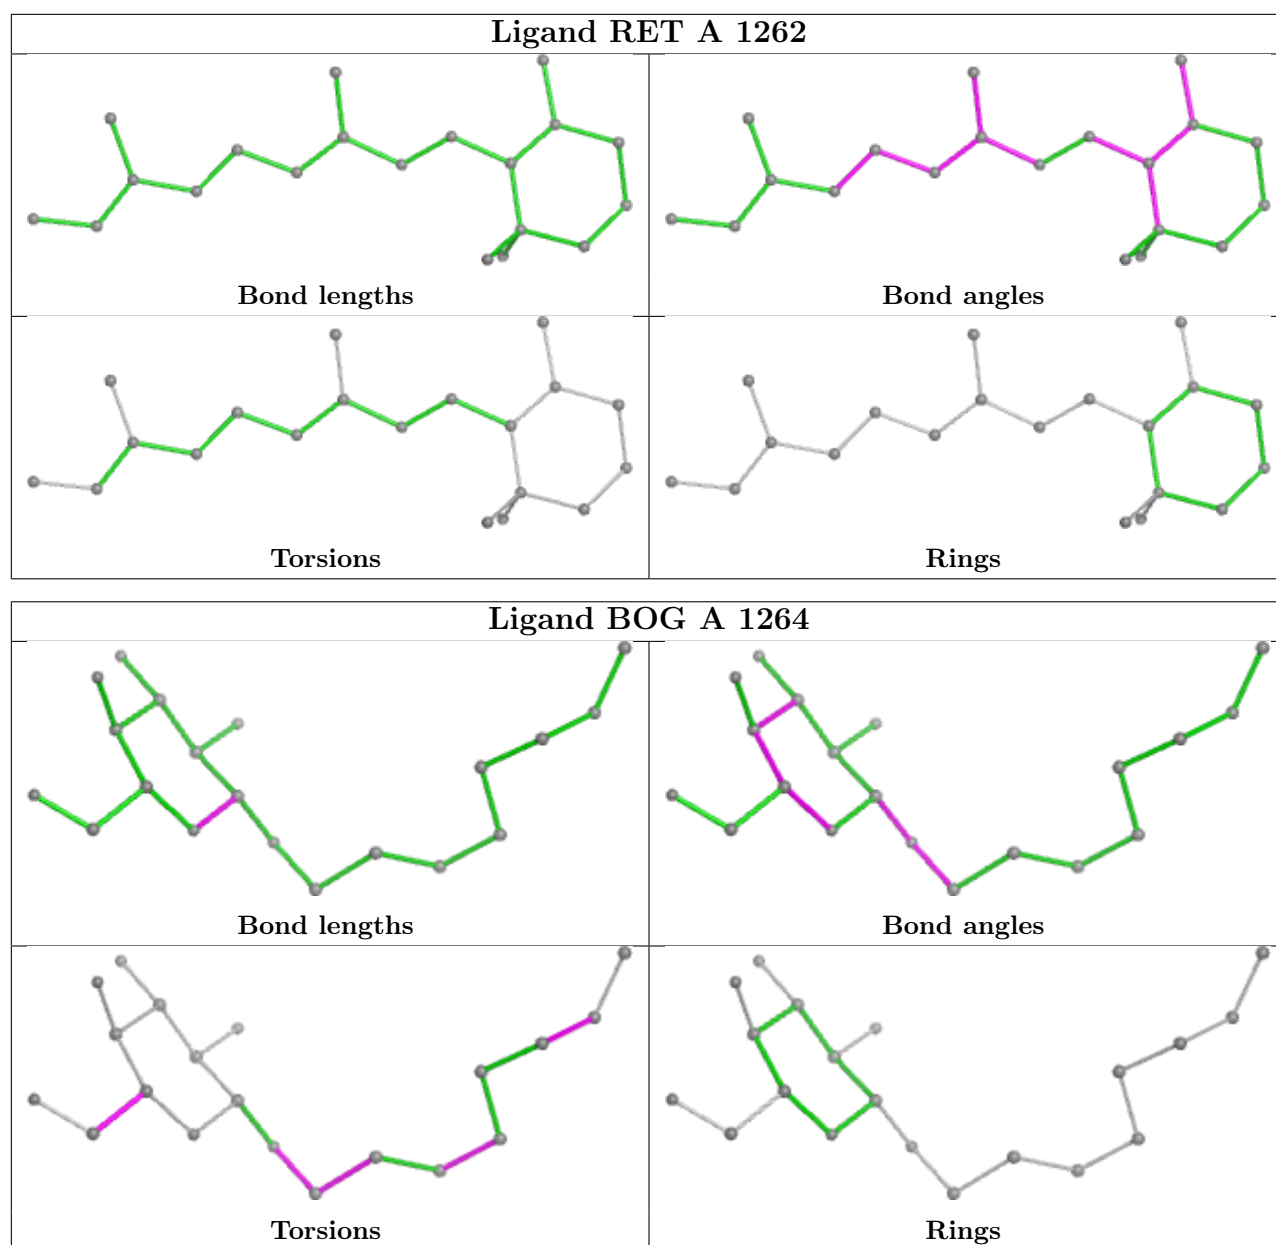 Ligand RET A 1262
Bond lengths
Bond angles
Torsions
Rings
Ligand BOG A 1264
Bond lengths
Bond angles
Torsions
Rings